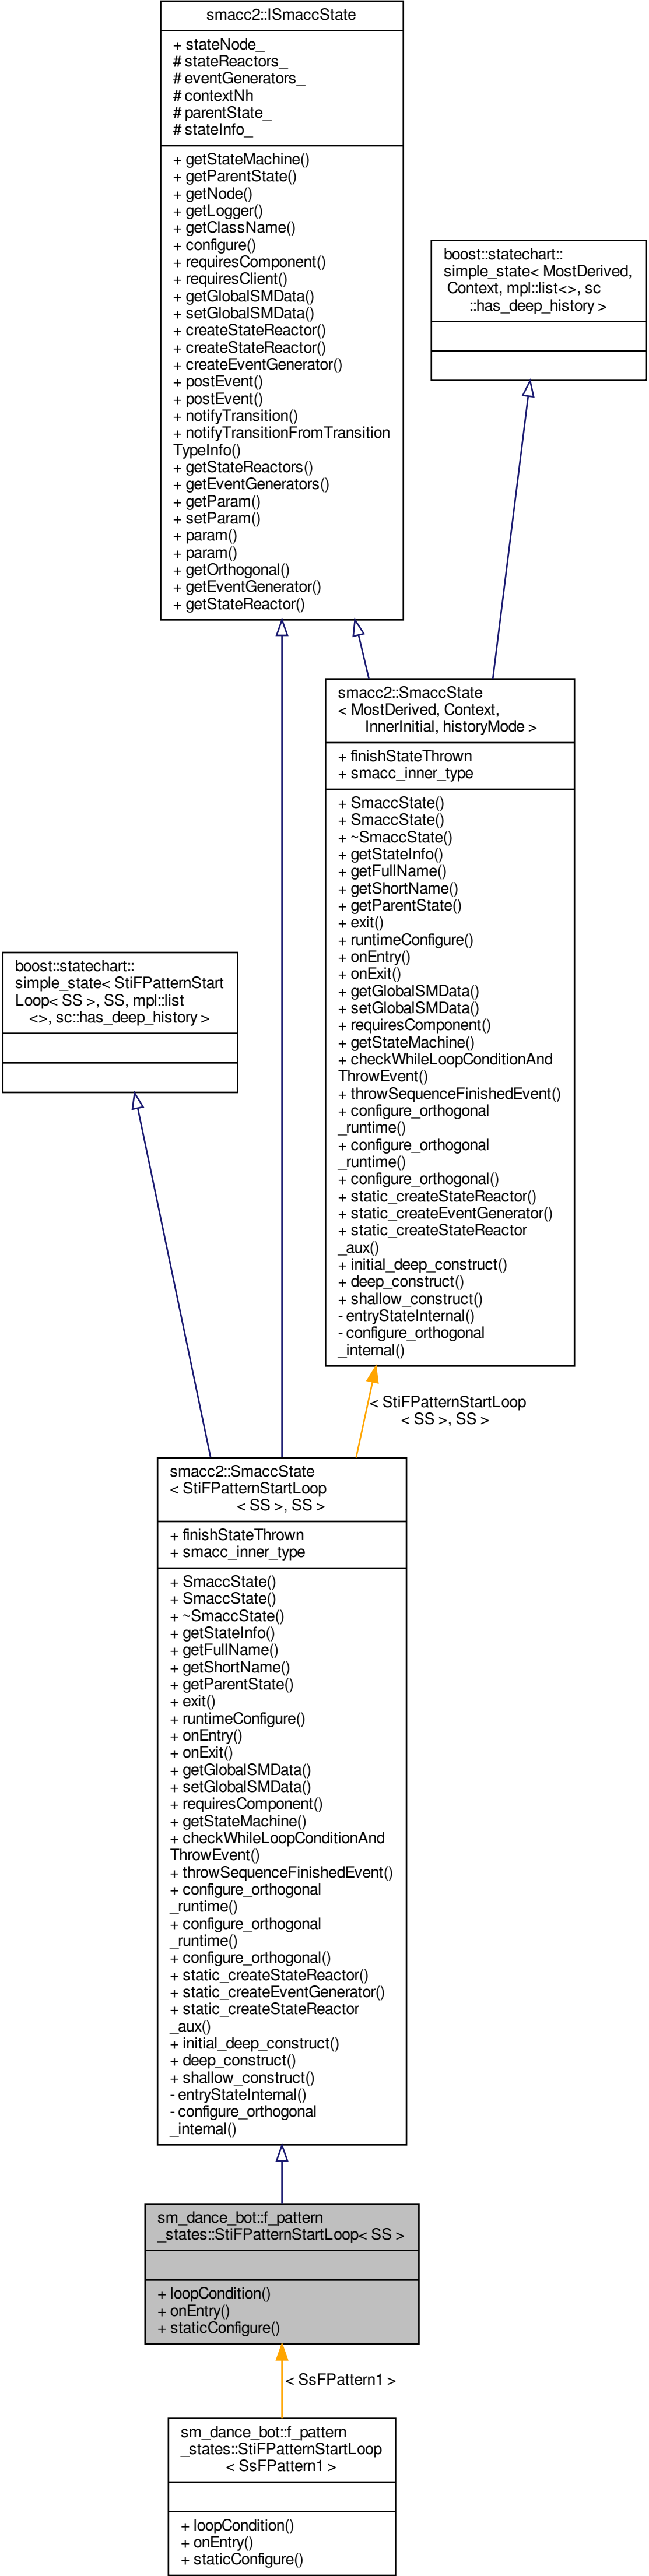 smacc2::ISmaccState
+ stateNode_
# stateReactors_
# eventGenerators_
# contextNh
# parentState_
# stateInfo_
+ getStateMachine()
+ getParentState()
+ getNode()
+ getLogger()
+ getClassName()
+ configure()
+ requiresComponent()
+ requiresClient()
+ getGlobalSMData()
+ setGlobalSMData()
+ createStateReactor()
+ createStateReactor()
+ createEventGenerator()
+ postEvent()
+ postEvent()
+ notifyTransition()
+ notifyTransitionFromTransition
TypeInfo()
+ getStateReactors()
+ getEventGenerators()
+ getParam()
+ setParam()
+ param()
+ param()
+ getOrthogonal()
+ getEventGenerator()
+ getStateReactor()
boost::statechart::
simple_state< MostDerived,
Context, mpl::list<>, sc
::has_deep_history >
smacc2::SmaccState
< MostDerived, Context,
InnerInitial, historyMode >
+ finishStateThrown
+ smacc_inner_type
+ SmaccState()
+ SmaccState()
+ ~SmaccState()
+ getStateInfo()
+ getFullName()
+ getShortName()
+ getParentState()
+ exit()
+ runtimeConfigure()
+ onEntry()
+ onExit()
+ getGlobalSMData()
+ setGlobalSMData()
+ requiresComponent()
+ getStateMachine()
+ checkWhileLoopConditionAnd
ThrowEvent()
+ throwSequenceFinishedEvent()
+ configure_orthogonal
_runtime()
+ configure_orthogonal
_runtime()
+ configure_orthogonal()
+ static_createStateReactor()
+ static_createEventGenerator()
+ static_createStateReactor
_aux()
+ initial_deep_construct()
+ deep_construct()
+ shallow_construct()
- entryStateInternal()
- configure_orthogonal
_internal()
boost::statechart::
simple_state< StiFPatternStart
Loop< SS >, SS, mpl::list
<>, sc::has_deep_history >
< StiFPatternStartLoop
< SS >, SS >
smacc2::SmaccState
< StiFPatternStartLoop
< SS >, SS >
+ finishStateThrown
+ smacc_inner_type
+ SmaccState()
+ SmaccState()
+ ~SmaccState()
+ getStateInfo()
+ getFullName()
+ getShortName()
+ getParentState()
+ exit()
+ runtimeConfigure()
+ onEntry()
+ onExit()
+ getGlobalSMData()
+ setGlobalSMData()
+ requiresComponent()
+ getStateMachine()
+ checkWhileLoopConditionAnd
ThrowEvent()
+ throwSequenceFinishedEvent()
+ configure_orthogonal
_runtime()
+ configure_orthogonal
_runtime()
+ configure_orthogonal()
+ static_createStateReactor()
+ static_createEventGenerator()
+ static_createStateReactor
_aux()
+ initial_deep_construct()
+ deep_construct()
+ shallow_construct()
- entryStateInternal()
- configure_orthogonal
_internal()
sm_dance_bot::f_pattern
_states::StiFPatternStartLoop< SS >
+ loopCondition()
+ onEntry()
+ staticConfigure()
< SsFPattern1 >
sm_dance_bot::f_pattern
_states::StiFPatternStartLoop
< SsFPattern1 >
+ loopCondition()
+ onEntry()
+ staticConfigure()